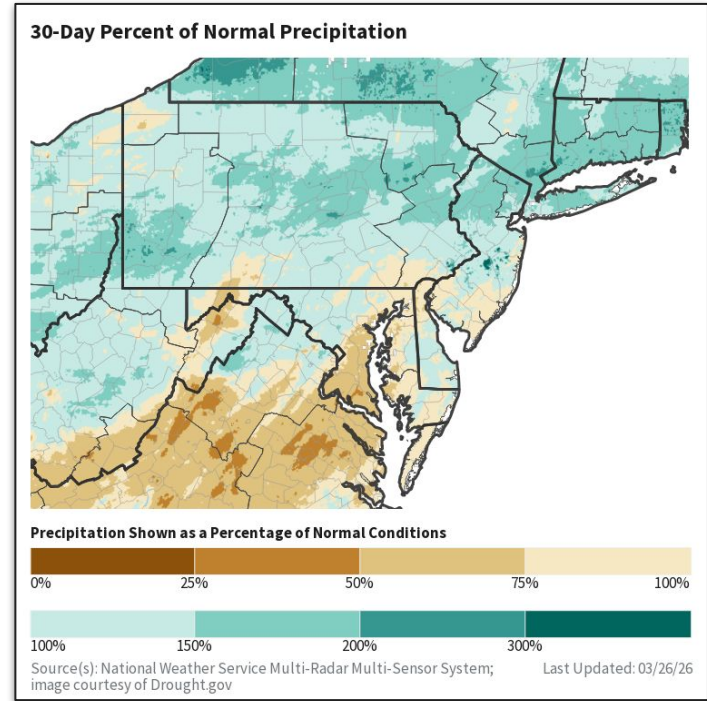 30-Day Percent of Normal Precipitation
Precipitation Shown as a Percentage of Normal Conditions
0% 25% 50% 75% 100%
100% 150% 200% 300%
Source(s): National Weather Service Multi-Radar Multi-Sensor System; Last Updated: 03/26/26
image courtesy of Drought.gov